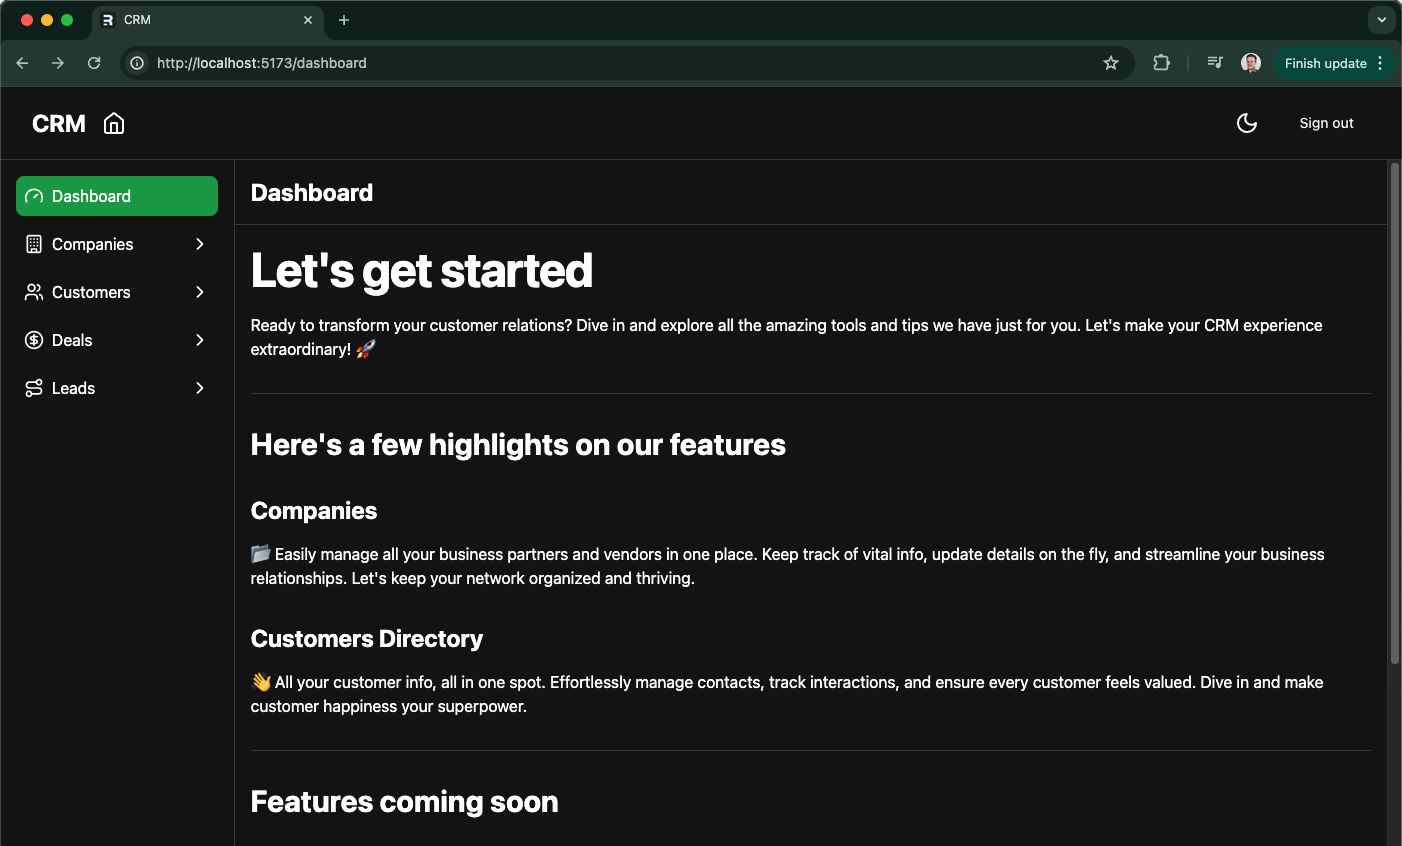 CRM
http://localhost:5173/dashboard
Finish update
CRM
Sign out
Dashboard
Companies
Customers
Deals
Leads
Dashboard
Let's get started
Ready to transform your customer relations? Dive in and explore all the amazing tools and tips we have just for you. Let's make your CRM experience
extraordinary! 🚀
Here's a few highlights on our features
Companies
📂 Easily manage all your business partners and vendors in one place. Keep track of vital info, update details on the fly, and streamline your business
relationships. Let's keep your network organized and thriving.
Customers Directory
👋 All your customer info, all in one spot. Effortlessly manage contacts, track interactions, and ensure every customer feels valued. Dive in and make
customer happiness your superpower.
Features coming soon